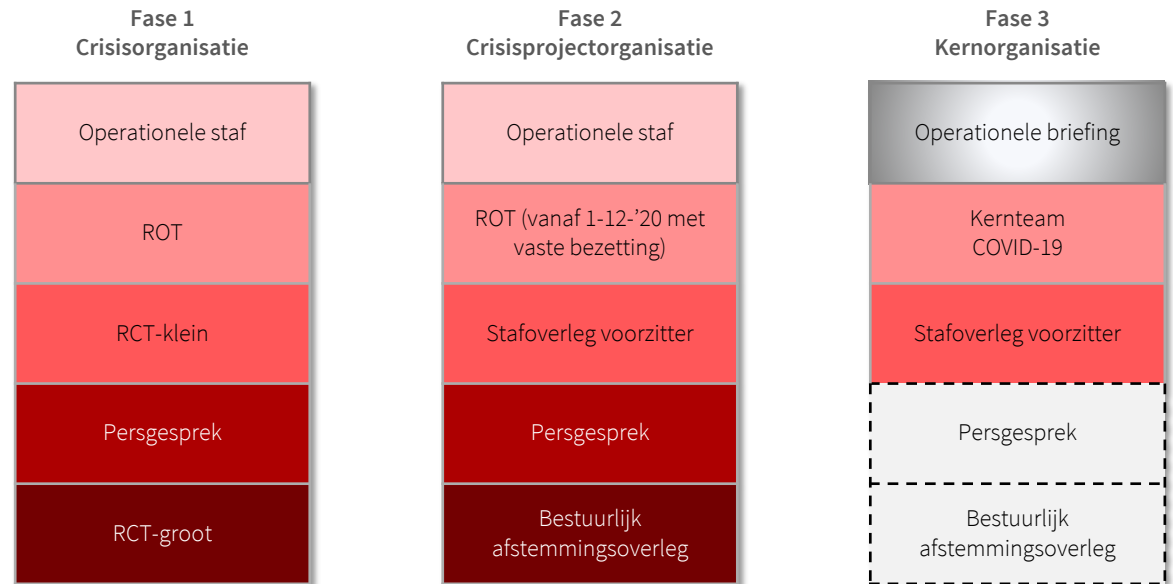 Fase 1
Crisisorganisatie
Operationele staf
ROT
RCT-klein
Persgesprek
RCT-groot
Fase 2
Crisisprojectorganisatie
Operationele staf
ROT (vanaf 1-12-’20 met
vaste bezetting)
Stafoverleg voorzitter
Persgesprek
Bestuurlijk
afstemmingsoverleg
Fase 3
Kernorganisatie
Operationele briefing
Kernteam
COVID-19
Stafoverleg voorzitter
Persgesprek
Bestuurlijk
afstemmingsoverleg